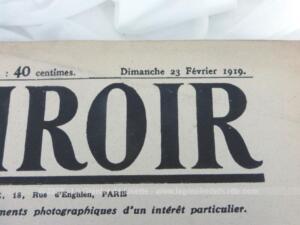 : 40 centimes. Dimanche 23 Février 1919.
IROIR
, 18, Rue d'Enghien, PARIS
ments photographiques d'un intérêt particulier.